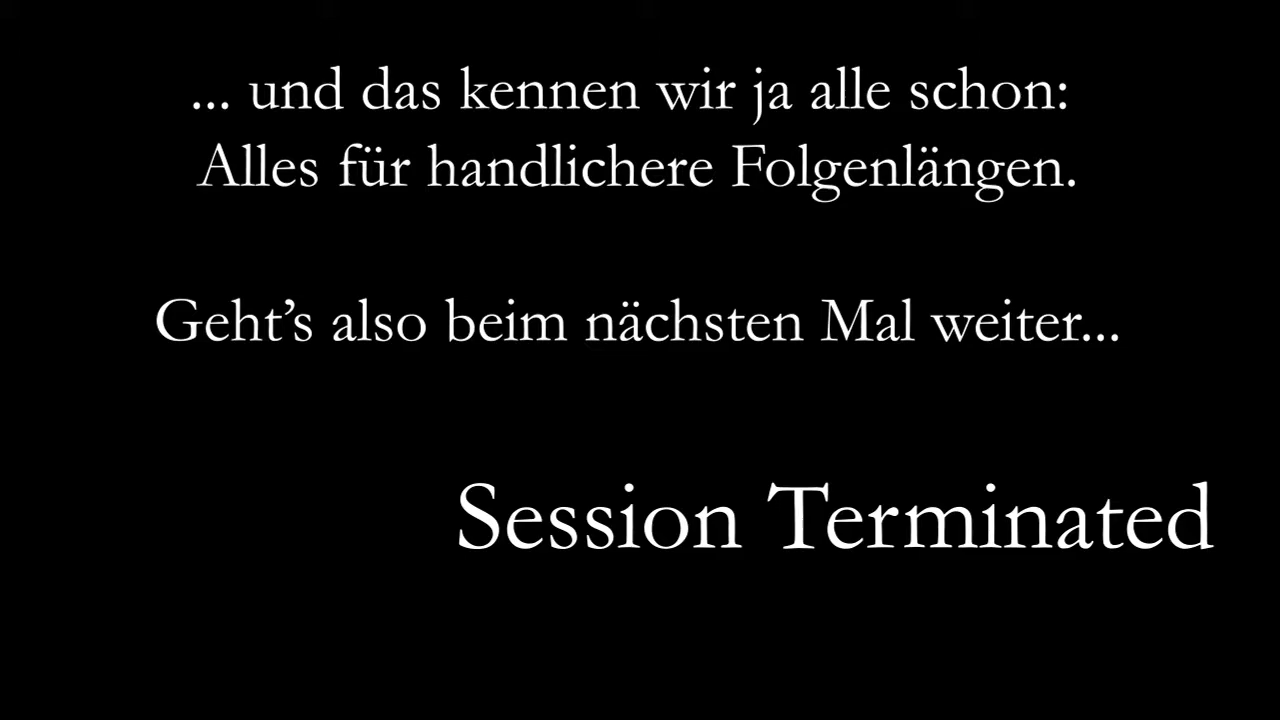 ... und das kennen wir ja alle schon:
Alles für handlichere Folgenlängen.
Geht’s also beim nächsten Mal weiter...
Session Terminated